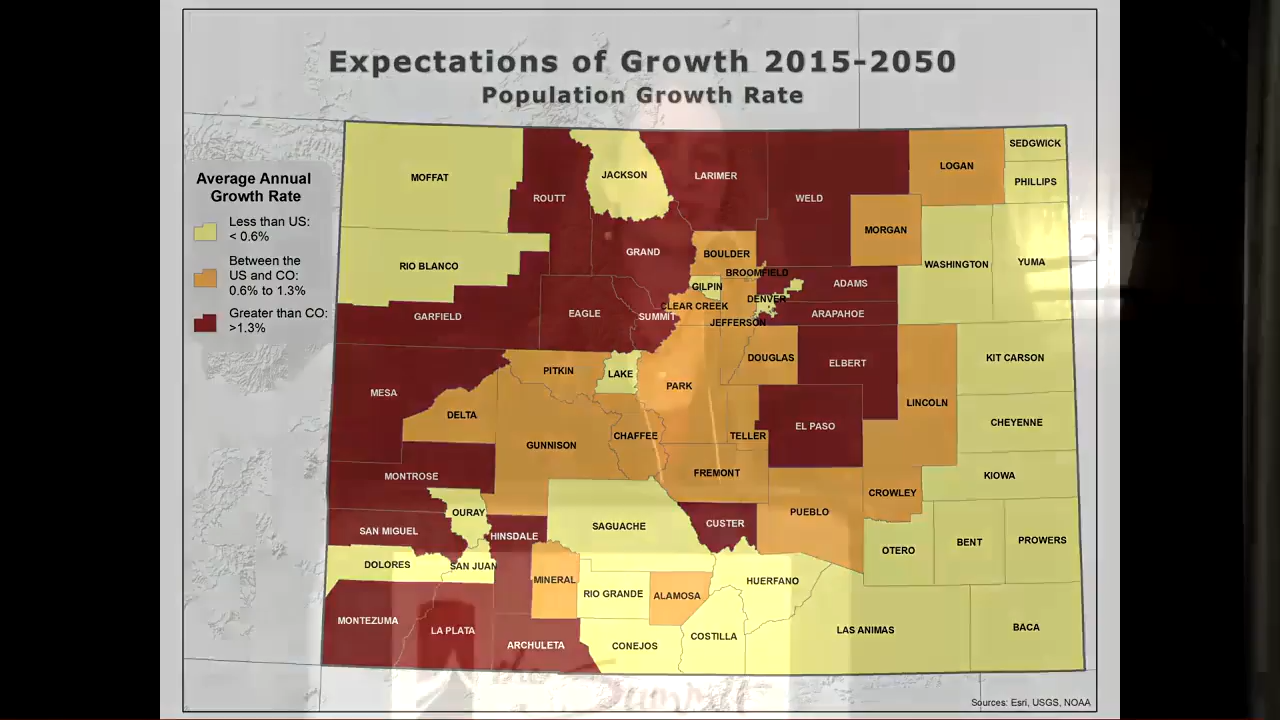 Expectations of Growth 2015-2050
Population Growth Rate
Average Annual
Growth Rate
Less than US:
< 0.6%
Between the
US and CO:
0.6% to 1.3%
Greater than CO:
>1.3%
MOFFAT
ROUTT
JACKSON
LARIMER
WELD
LOGAN
SEDGWICK
PHILLIPS
MORGAN
RIO BLANCO
GRAND
BOULDER
BROOMFIELD
WASHINGTON
YUMA
GILPIN
ADAMS
CLEAR CREEK
DENVER
GARFIELD
EAGLE
SUMMIT
JEFFERSON
ARAPAHOE
PITKIN
LAKE
DOUGLAS
ELBERT
KIT CARSON
MESA
PARK
LINCOLN
DELTA
GUNNISON
CHAFFEE
TELLER
EL PASO
CHEYENNE
MONTROSE
FREMONT
CROWLEY
KIOWA
OURAY
SAN MIGUEL
HINSDALE
SAGUACHE
CUSTER
PUEBLO
OTERO
BENT
PROWERS
DOLORES
SAN JUAN
MINERAL
RIO GRANDE
ALAMOSA
HUERFANO
MONTEZUMA
LA PLATA
ARCHULETA
CONEJOS
COSTILLA
LAS ANIMAS
BACA
Sources: Esri, USGS, NOAA